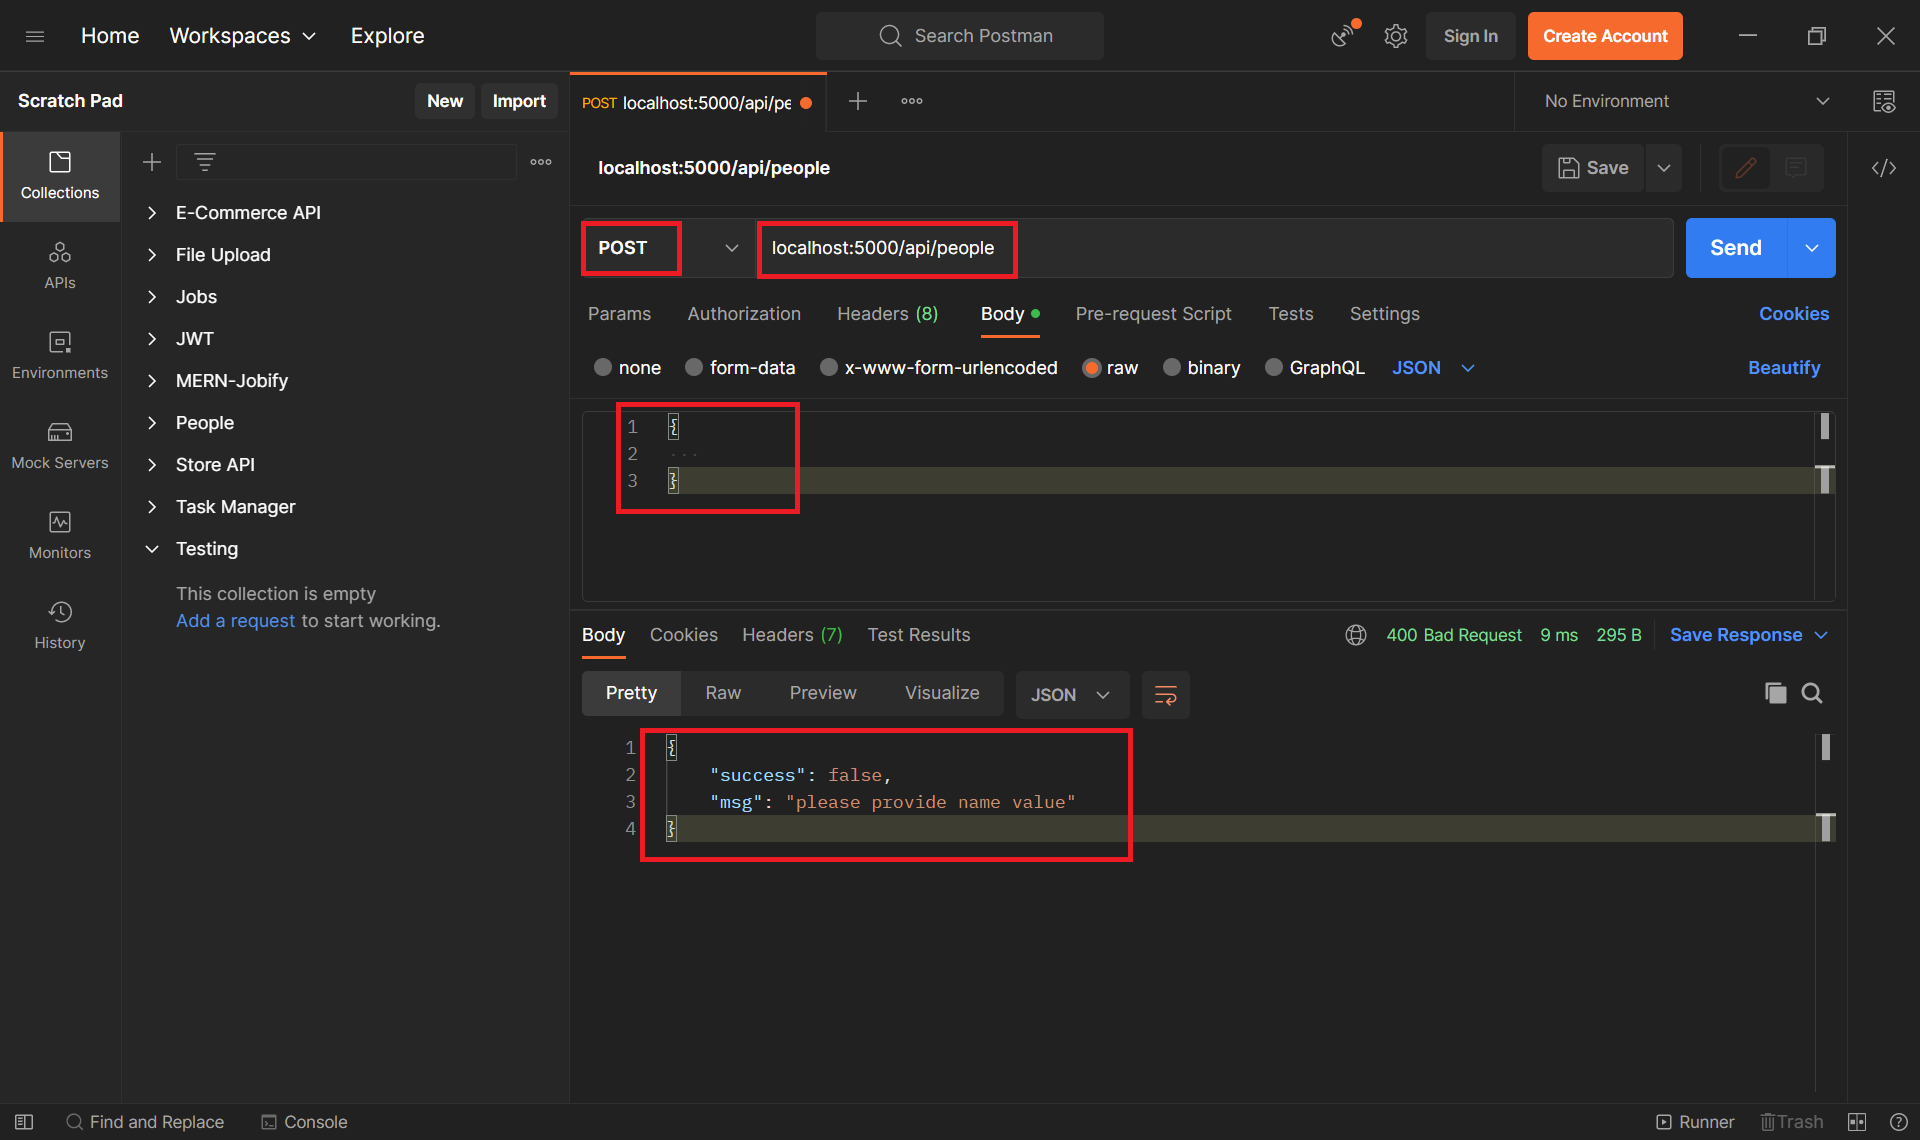 Home Workspaces Explore Search Postman Sign In Create Account
Scratch Pad New Import POST localhost:5000/api/pe No Environment
localhost:5000/api/people Save
Collections
APIs
Environments
Mock Servers
Monitors
History
E-Commerce API
File Upload
Jobs
JWT
MERN-Jobify
People
Store API
Task Manager
Testing
This collection is empty
Add a request to start working.
POST localhost:5000/api/people Send
Params Authorization Headers (8) Body Pre-request Script Tests Settings Cookies
none form-data x-www-form-urlencoded raw binary GraphQL JSON Beautify
1 {
2 ...
3 }
Body Cookies Headers (7) Test Results 400 Bad Request 9 ms 295 B Save Response
Pretty Raw Preview Visualize JSON
1 {
2 "success": false,
3 "msg": "please provide name value"
4 }
Find and Replace Console Runner Trash